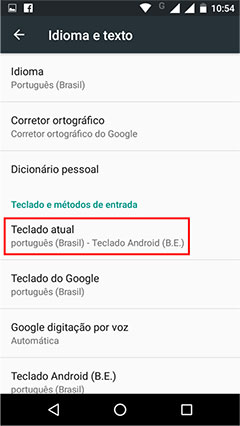 10:54
Idioma e texto
Idioma
Português (Brasil)
Corretor ortográfico
Corretor ortográfico do Google
Dicionário pessoal
Teclado e métodos de entrada
Teclado atual
português (Brasil) - Teclado Android (B.E.)
Teclado do Google
português (Brasil)
Google digitação por voz
Automática
Teclado Android (B.E.)
português (Brasil)